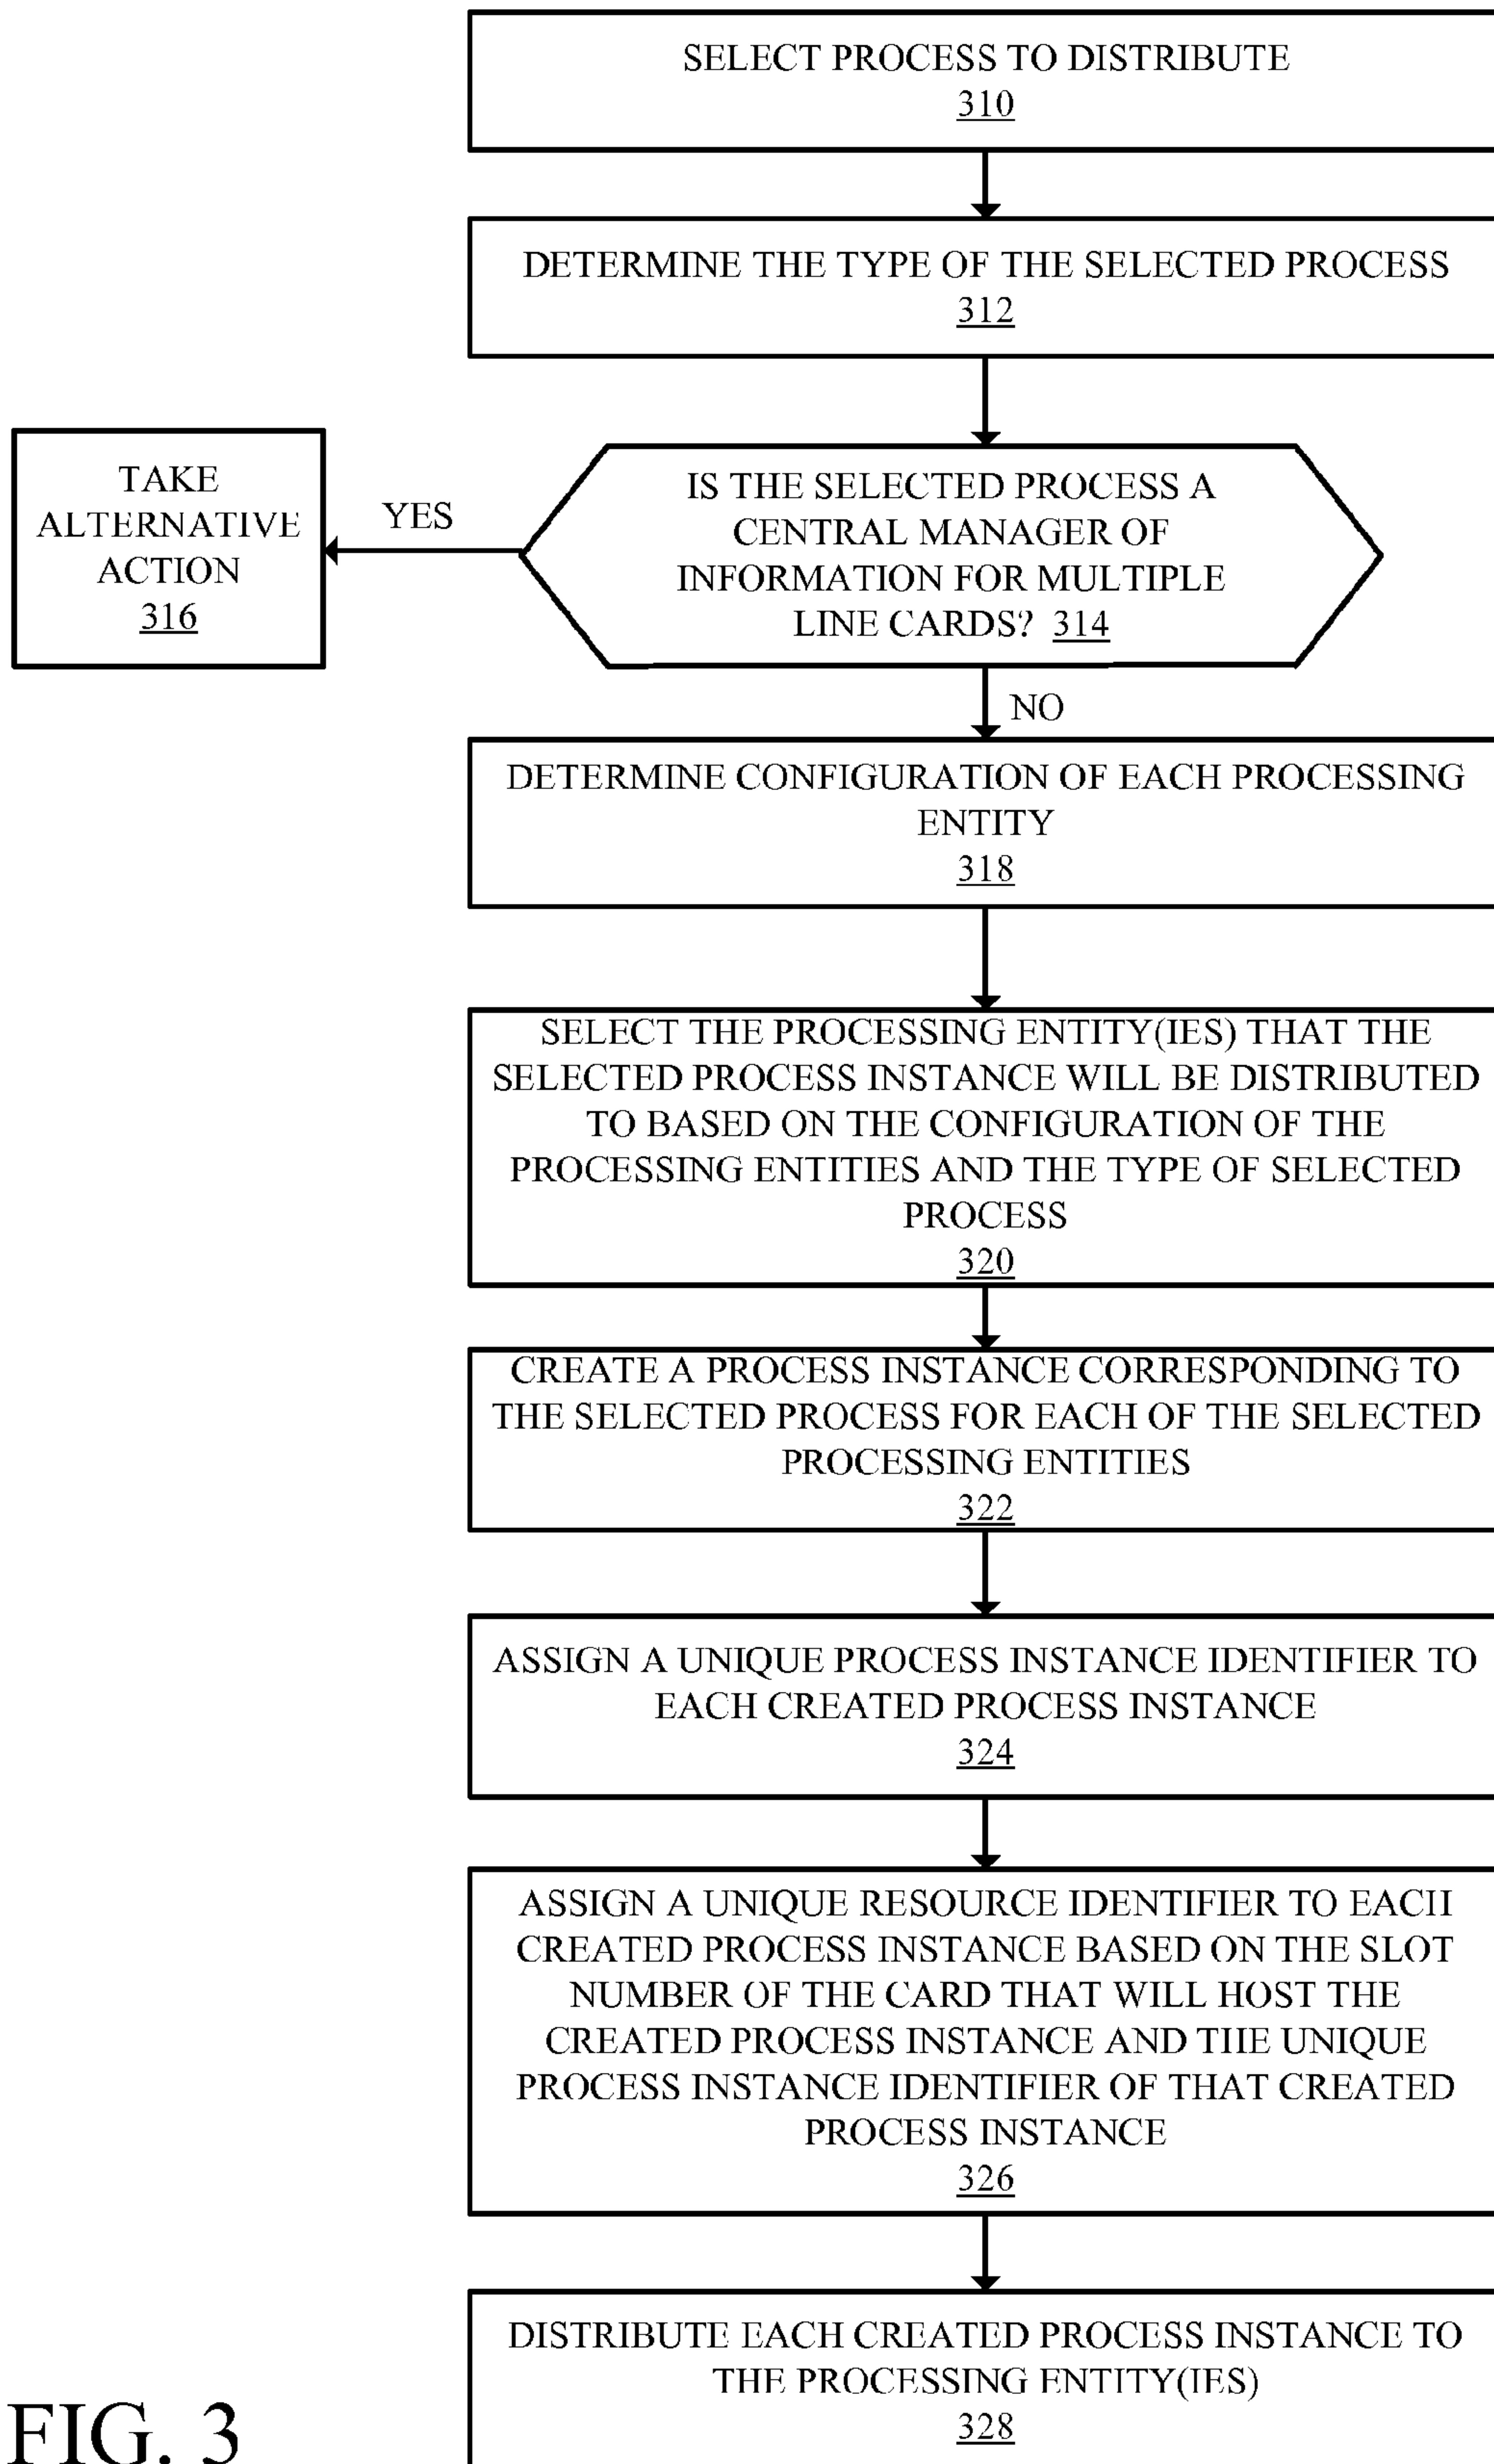 SELECT PROCESS TO DISTRIBUTE
310
DETERMINE THE TYPE OF THE SELECTED PROCESS
312
TAKE
ALTERNATIVE
ACTION
316
YES
IS THE SELECTED PROCESS A
CENTRAL MANAGER OF
INFORMATION FOR MULTIPLE
LINE CARDS? 314
NO
DETERMINE CONFIGURATION OF EACH PROCESSING
ENTITY
318
SELECT THE PROCESSING ENTITY(IES) THAT THE
SELECTED PROCESS INSTANCE WILL BE DISTRIBUTED
TO BASED ON THE CONFIGURATION OF THE
PROCESSING ENTITIES AND THE TYPE OF SELECTED
PROCESS
320
CREATE A PROCESS INSTANCE CORRESPONDING TO
THE SELECTED PROCESS FOR EACH OF THE SELECTED
PROCESSING ENTITIES
322
ASSIGN A UNIQUE PROCESS INSTANCE IDENTIFIER TO
EACH CREATED PROCESS INSTANCE
324
ASSIGN A UNIQUE RESOURCE IDENTIFIER TO EACH
CREATED PROCESS INSTANCE BASED ON THE SLOT
NUMBER OF THE CARD THAT WILL HOST THE
CREATED PROCESS INSTANCE AND THE UNIQUE
PROCESS INSTANCE IDENTIFIER OF THAT CREATED
PROCESS INSTANCE
326
DISTRIBUTE EACH CREATED PROCESS INSTANCE TO
THE PROCESSING ENTITY(IES)
328
FIG. 3